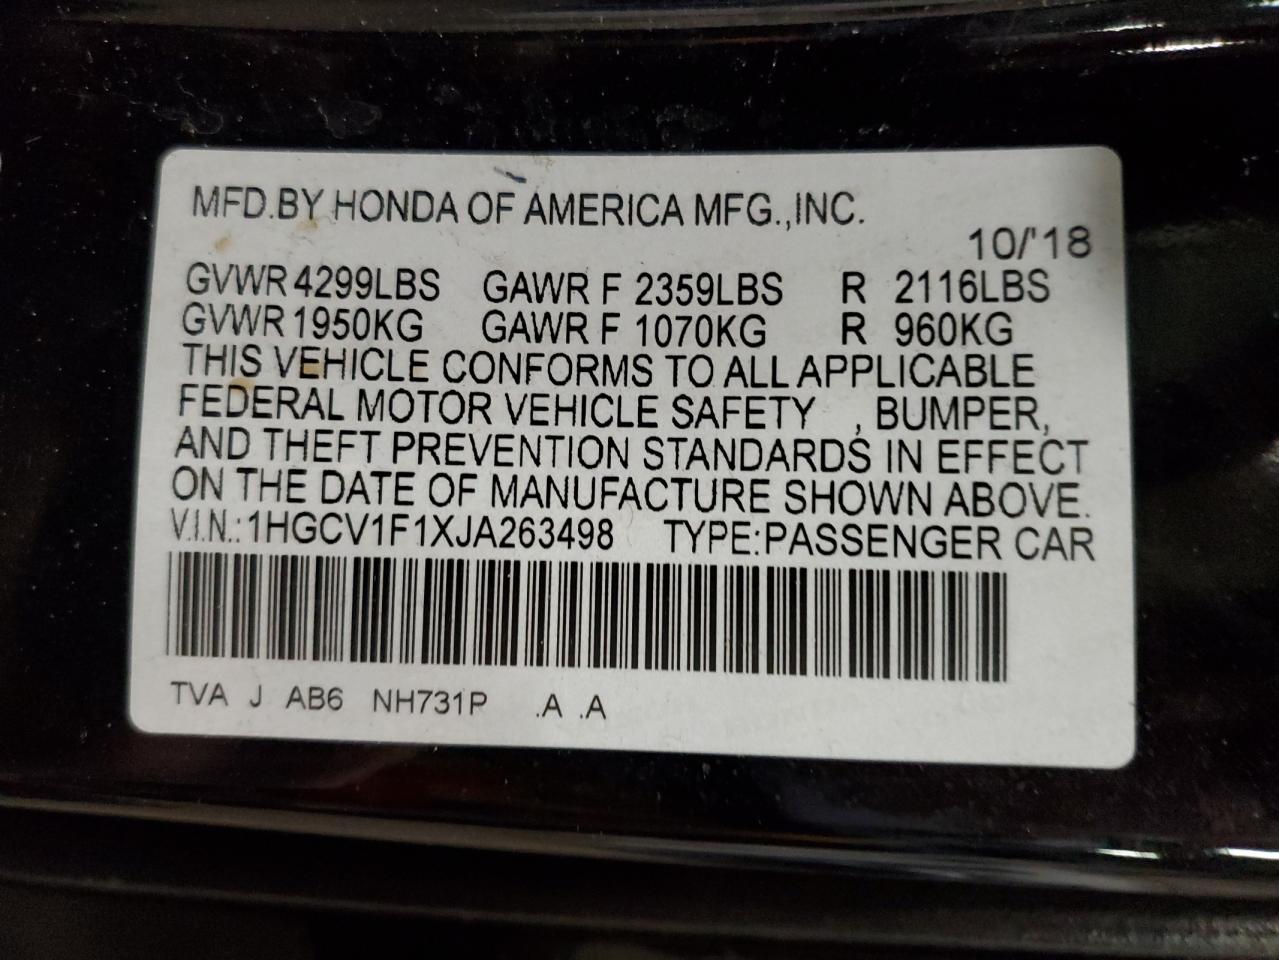 MFD.BY HONDA OF AMERICA MFG.,INC.
10/'18
GVWR 4299LBS GAWR F 2359LBS R 2116LBS
GVWR 1950KG GAWR F 1070KG R 960KG
THIS VEHICLE CONFORMS TO ALL APPLICABLE
FEDERAL MOTOR VEHICLE SAFETY , BUMPER,
AND THEFT PREVENTION STANDARDS IN EFFECT
ON THE DATE OF MANUFACTURE SHOWN ABOVE.
V.I.N.:1HGCV1F1XJA263498 TYPE:PASSENGER CAR
TVA J AB6 NH731P .A .A